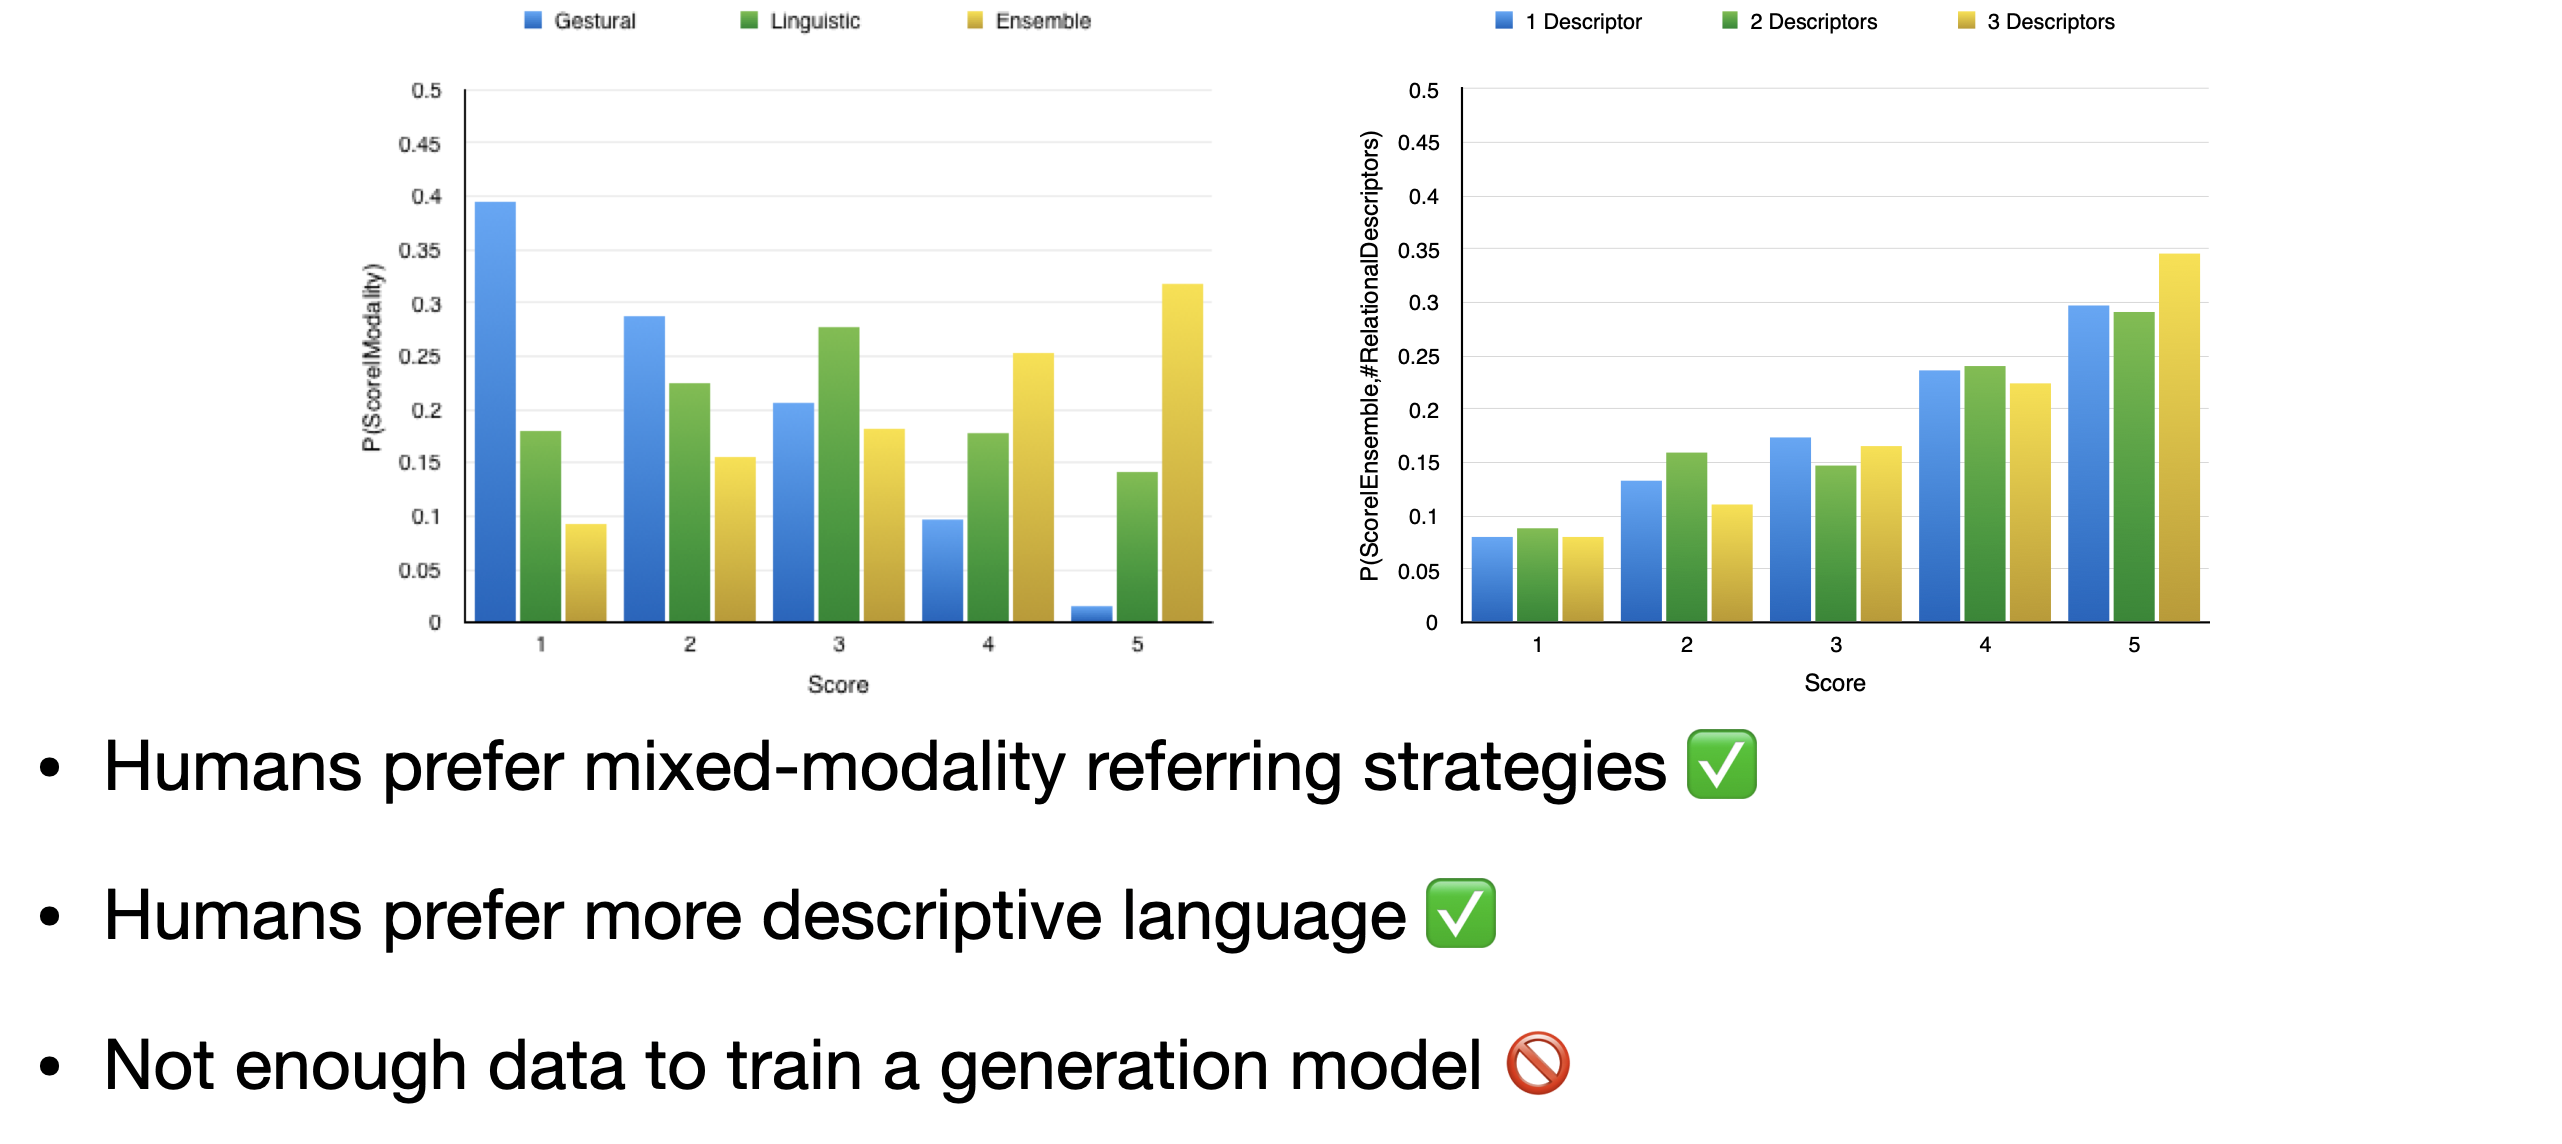 Gestural Linguistic Ensemble
0.5
0.45
0.4
0.35
0.3
0.25
0.2
0.15
0.1
0.05
0
P(Score|Modality)
1 2 3 4 5
Score
1 Descriptor 2 Descriptors 3 Descriptors
0.5
0.45
0.4
0.35
0.3
0.25
0.2
0.15
0.1
0.05
0
P(Score|Ensemble,#RelationalDescriptors)
1 2 3 4 5
Score
• Humans prefer mixed-modality referring strategies ✅
• Humans prefer more descriptive language ✅
• Not enough data to train a generation model 🚫